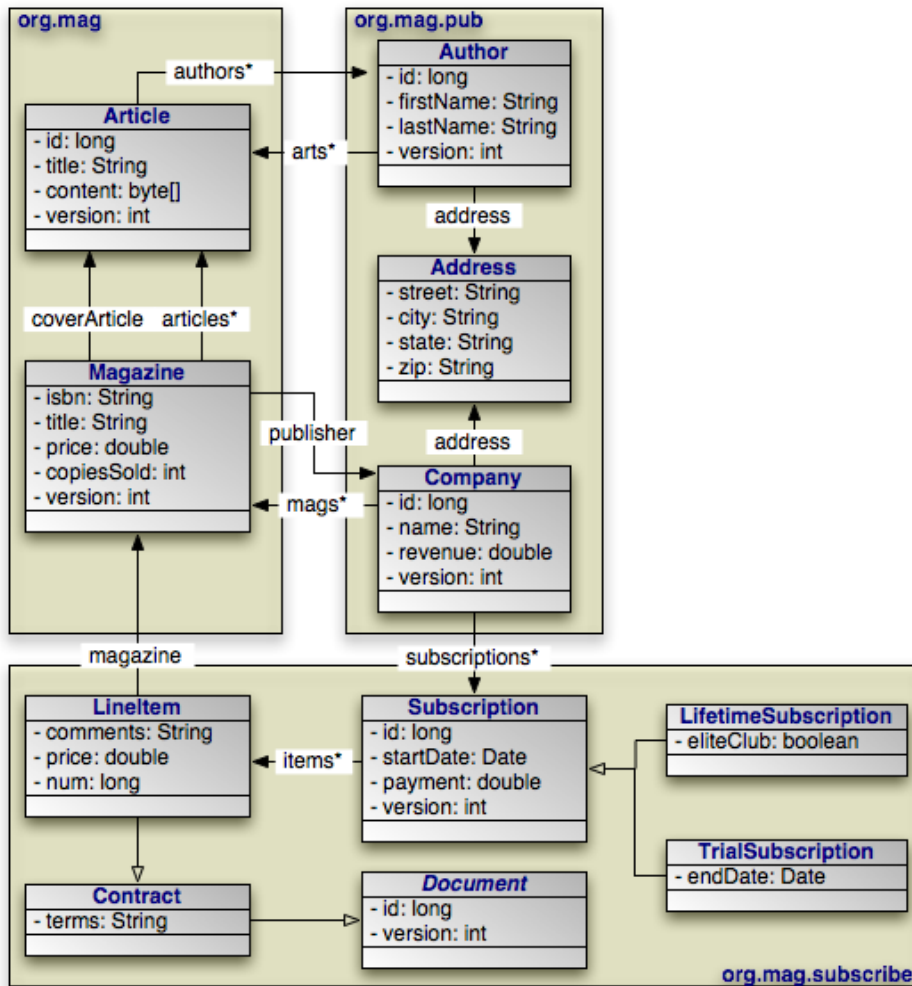 org.mag
org.mag.pub
authors*
Author
- id: long
- firstName: String
- lastName: String
- version: int
Article
- id: long
- title: String
- content: byte[]
- version: int
arts*
address
Address
- street: String
- city: String
- state: String
- zip: String
coverArticle
articles*
Magazine
- isbn: String
- title: String
- price: double
- copiesSold: int
- version: int
publisher
address
Company
- id: long
- name: String
- revenue: double
- version: int
mags*
magazine
subscriptions*
LineItem
- comments: String
- price: double
- num: long
items*
Subscription
- id: long
- startDate: Date
- payment: double
- version: int
LifetimeSubscription
- eliteClub: boolean
TrialSubscription
- endDate: Date
Contract
- terms: String
Document
- id: long
- version: int
org.mag.subscribe